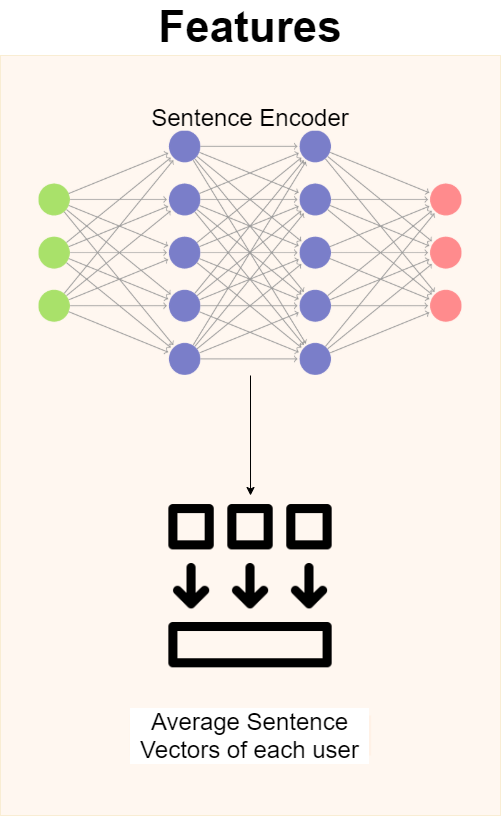 Features
Sentence Encoder
Average Sentence
Vectors of each user